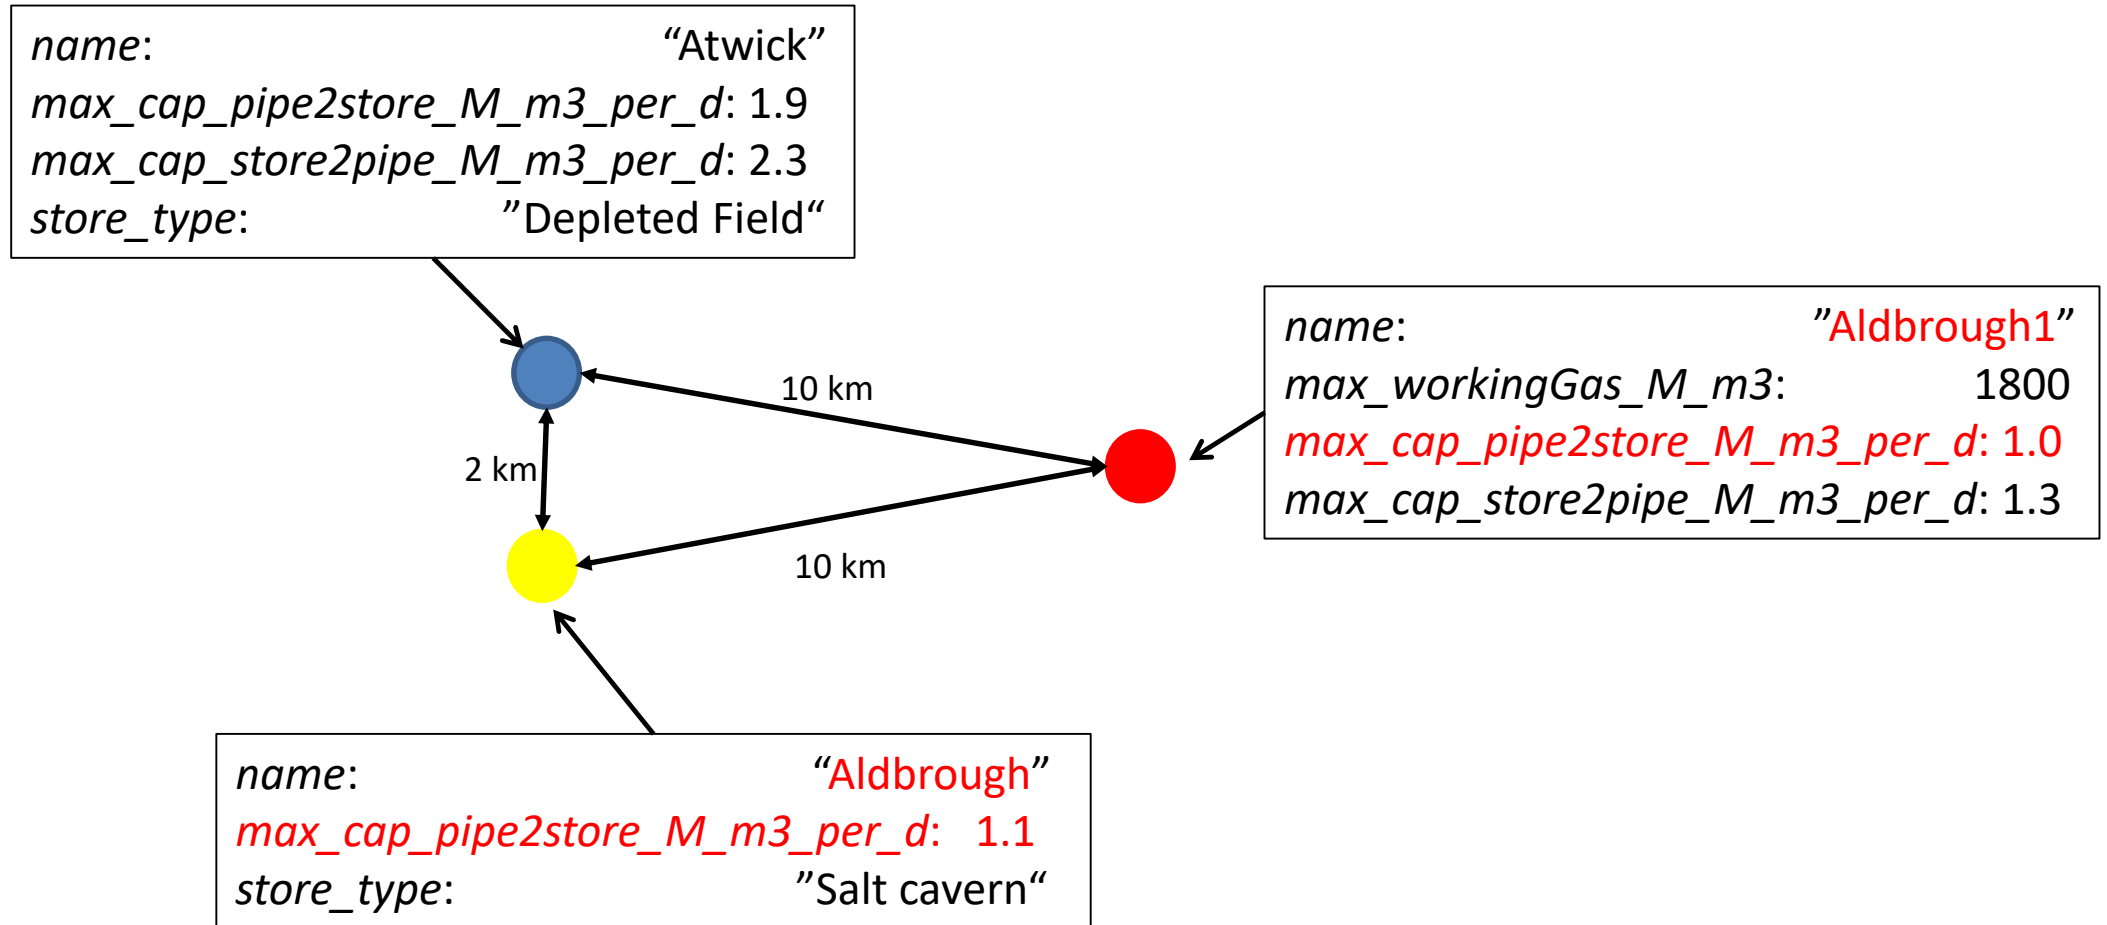 name: “Atwick”
max_cap_pipe2store_M_m3_per_d: 1.9
max_cap_store2pipe_M_m3_per_d: 2.3
store_type: ”Depleted Field“
name: ”Aldbrough1”
max_workingGas_M_m3: 1800
max_cap_pipe2store_M_m3_per_d: 1.0
max_cap_store2pipe_M_m3_per_d: 1.3
10 km
2 km
10 km
name: “Aldbrough”
max_cap_pipe2store_M_m3_per_d: 1.1
store_type: ”Salt cavern“